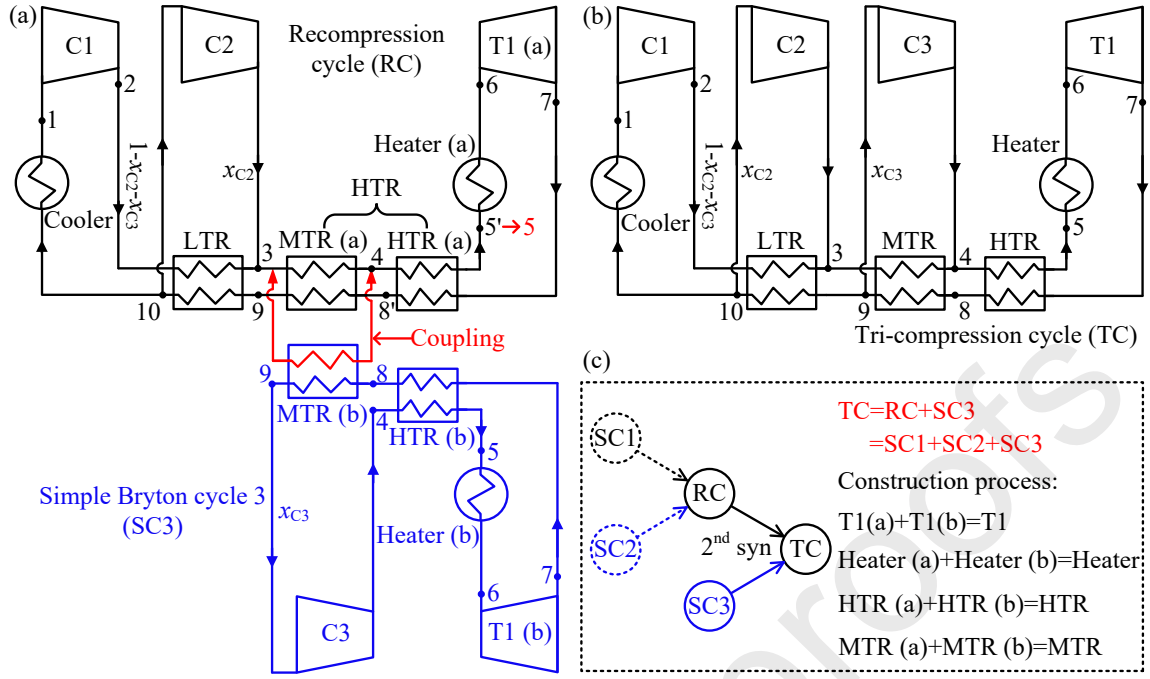 (a)
C1
C2
Recompression
cycle (RC)
T1 (a)
2
6
7
1
Heater (a)
1-xC2-xC3
xC2
HTR
Cooler
5'→5
LTR
3
MTR (a)
4
HTR (a)
10
9
8'
Coupling
9
8
MTR (b)
4
HTR (b)
5
Simple Bryton cycle 3
(SC3)
xC3
Heater (b)
7
6
C3
T1 (b)
(b)
C1
C2
C3
T1
2
6
7
1
1-xC2-xC3
xC2
xC3
Heater
Cooler
5
LTR
3
MTR
4
HTR
10
9
8
Tri-compression cycle (TC)
(c)
TC=RC+SC3
=SC1+SC2+SC3
SC1
Construction process:
RC
T1(a)+T1(b)=T1
SC2
2nd syn
TC
Heater (a)+Heater (b)=Heater
SC3
HTR (a)+HTR (b)=HTR
MTR (a)+MTR (b)=MTR
proofs